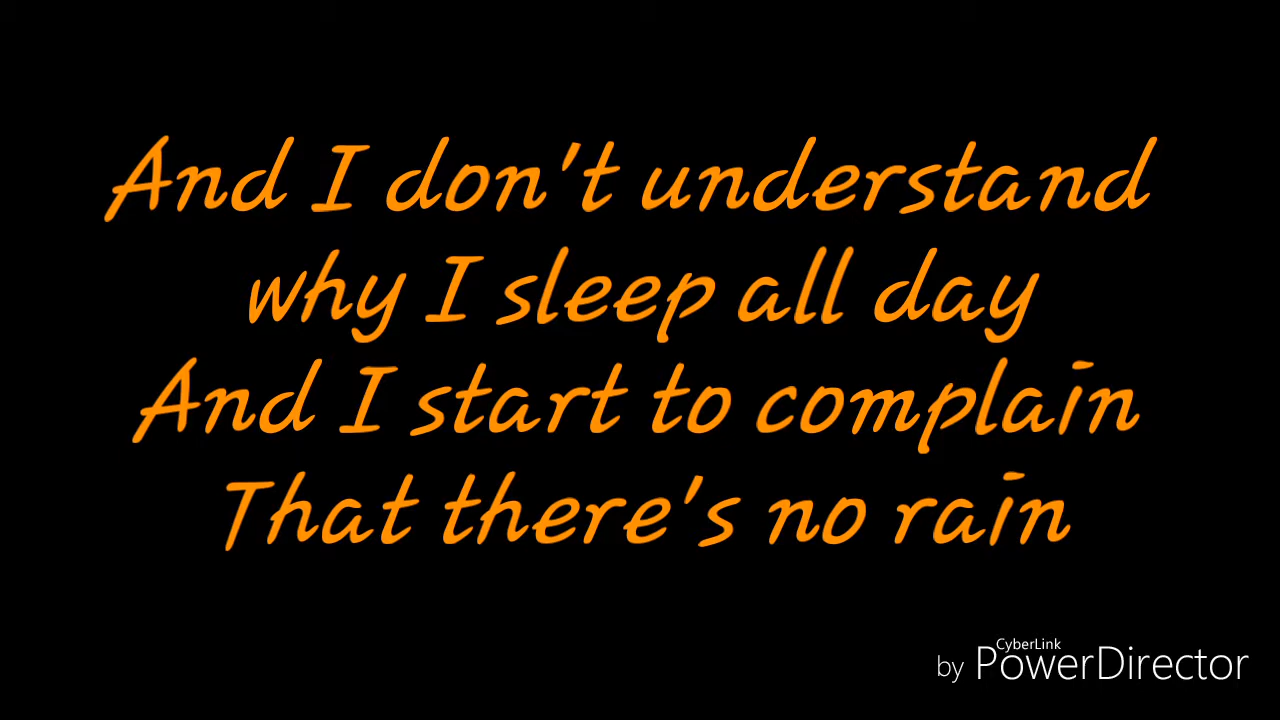 And I don't understand
why I sleep all day
And I start to complain
That there's no rain
by CyberLink PowerDirector